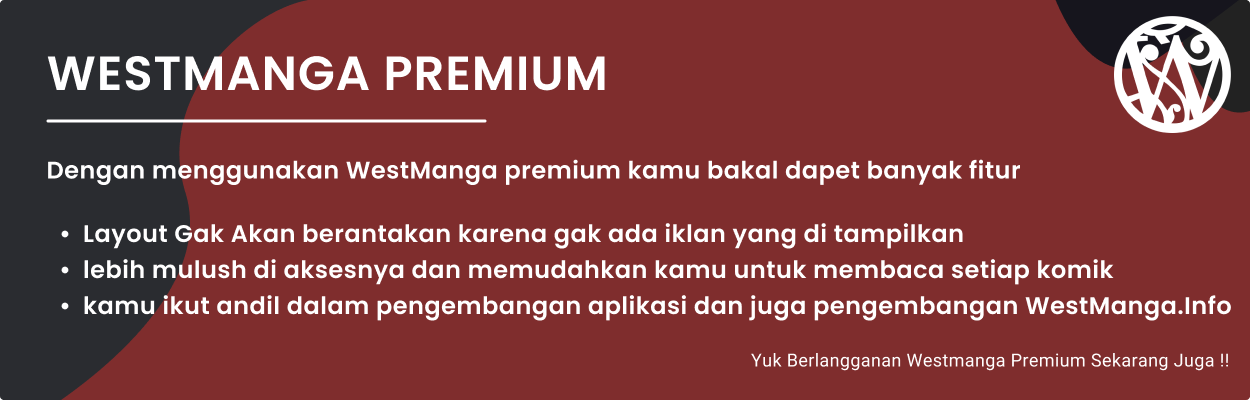 WESTMANGA PREMIUM
Dengan menggunakan WestManga premium kamu bakal dapet banyak fitur
• Layout Gak Akan berantakan karena gak ada iklan yang di tampilkan
• lebih mulush di aksesnya dan memudahkan kamu untuk membaca setiap komik
• kamu ikut andil dalam pengembangan aplikasi dan juga pengembangan WestManga.Info
Yuk Berlangganan Westmanga Premium Sekarang Juga !!